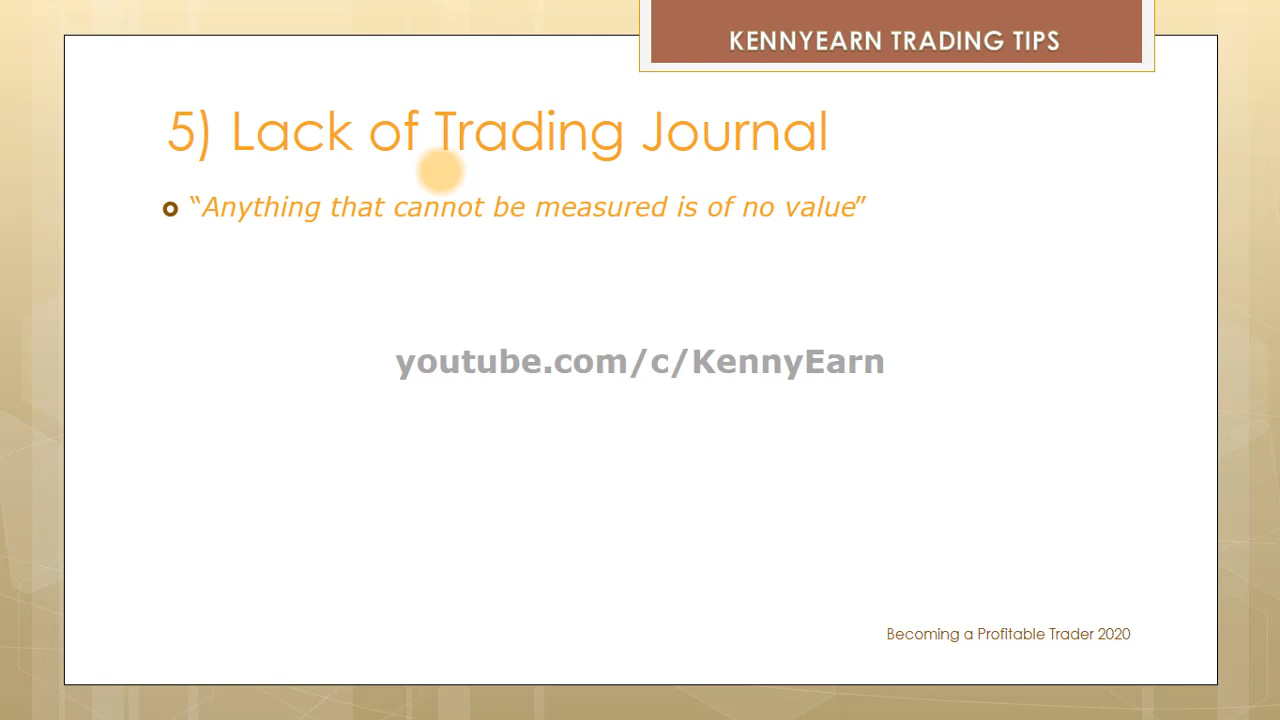 KENNYEARN TRADING TIPS
5) Lack of Trading Journal
“Anything that cannot be measured is of no value”
youtube.com/c/KennyEarn
Becoming a Profitable Trader 2020